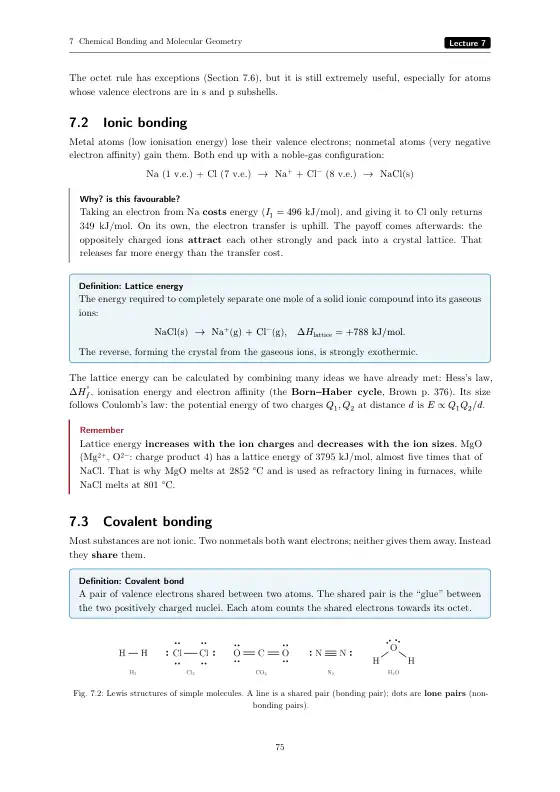 7 Chemical Bonding and Molecular Geometry
Lecture 7
The octet rule has exceptions (Section 7.6), but it is still extremely useful, especially for atoms
whose valence electrons are in s and p subshells.
7.2 Ionic bonding
Metal atoms (low ionisation energy) lose their valence electrons; nonmetal atoms (very negative
electron affinity) gain them. Both end up with a noble-gas configuration:
Na (1 v.e.) + Cl (7 v.e.) → Na⁺ + Cl⁻ (8 v.e.) → NaCl(s)
Why? is this favourable?
Taking an electron from Na costs energy (I₁ = 496 kJ/mol), and giving it to Cl only returns
349 kJ/mol. On its own, the electron transfer is uphill. The payoff comes afterwards: the
oppositely charged ions attract each other strongly and pack into a crystal lattice. That
releases far more energy than the transfer cost.
Definition: Lattice energy
The energy required to completely separate one mole of a solid ionic compound into its gaseous
ions:
NaCl(s) → Na⁺(g) + Cl⁻(g), ΔH_lattice = +788 kJ/mol.
The reverse, forming the crystal from the gaseous ions, is strongly exothermic.
The lattice energy can be calculated by combining many ideas we have already met: Hess's law,
ΔH°_f, ionisation energy and electron affinity (the Born–Haber cycle, Brown p. 376). Its size
follows Coulomb's law: the potential energy of two charges Q₁, Q₂ at distance d is E ∝ Q₁Q₂/d.
Remember
Lattice energy increases with the ion charges and decreases with the ion sizes. MgO
(Mg²⁺, O²⁻: charge product 4) has a lattice energy of 3795 kJ/mol, almost five times that of
NaCl. That is why MgO melts at 2852 °C and is used as refractory lining in furnaces, while
NaCl melts at 801 °C.
7.3 Covalent bonding
Most substances are not ionic. Two nonmetals both want electrons; neither gives them away. Instead
they share them.
Definition: Covalent bond
A pair of valence electrons shared between two atoms. The shared pair is the “glue” between
the two positively charged nuclei. Each atom counts the shared electrons towards its octet.
H H Cl Cl O C O N N O H H
H₂ Cl₂ CO₂ N₂ H₂O
Fig. 7.2: Lewis structures of simple molecules. A line is a shared pair (bonding pair); dots are lone pairs (non-
bonding pairs).
75